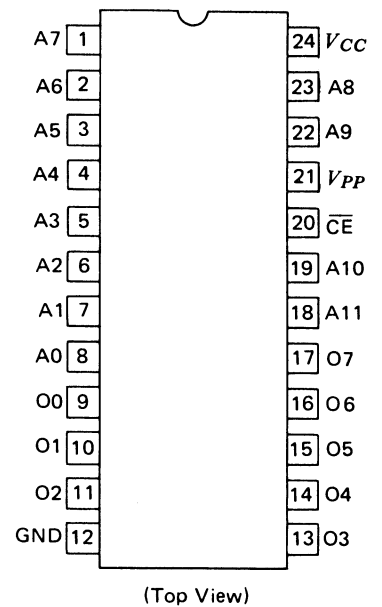 A7 1 24 VCC
A6 2 23 A8
A5 3 22 A9
A4 4 21 VPP
A3 5 20 C̅E̅
A2 6 19 A10
A1 7 18 A11
A0 8 17 O7
O0 9 16 O6
O1 10 15 O5
O2 11 14 O4
GND 12 13 O3
(Top View)